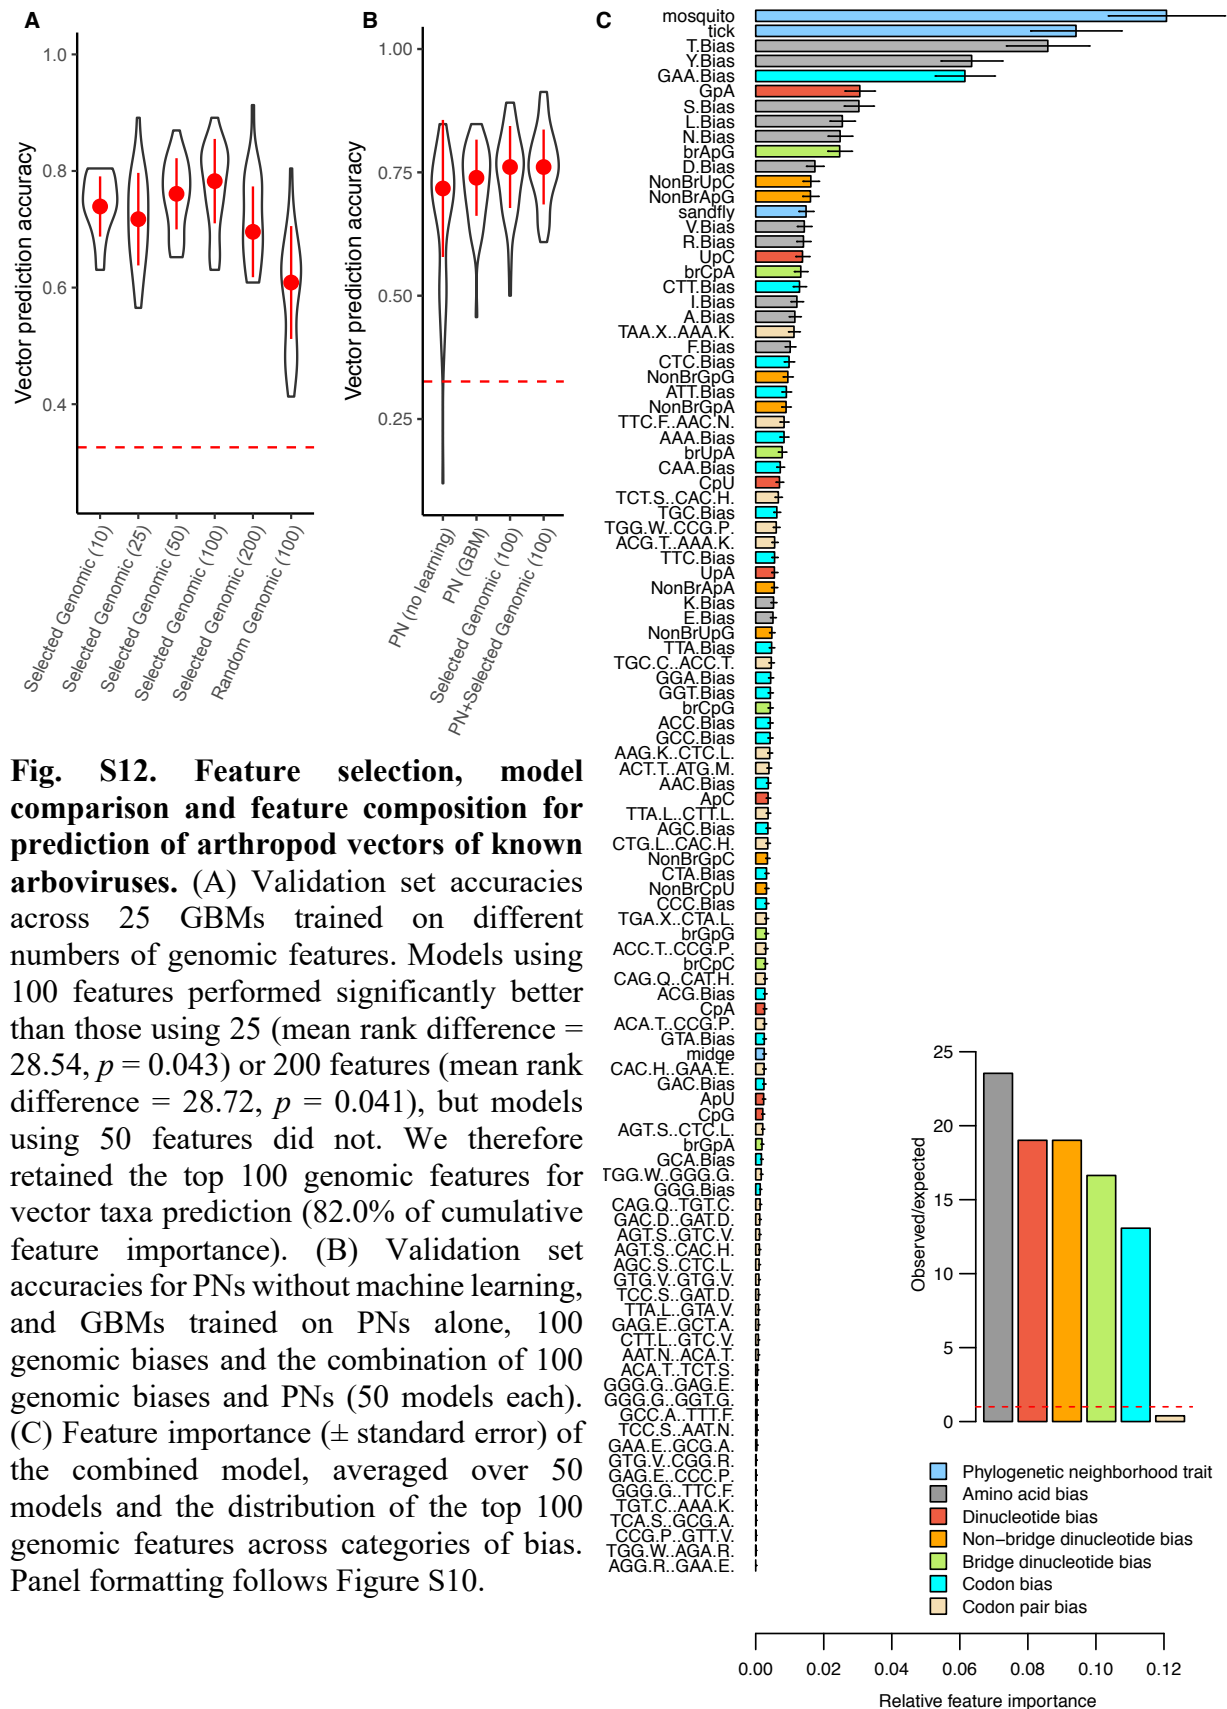 A
Vector prediction accuracy
1.0
0.8
0.6
0.4
Selected Genomic (10)
Selected Genomic (25)
Selected Genomic (50)
Selected Genomic (100)
Selected Genomic (200)
Random Genomic (100)
B
Vector prediction accuracy
1.00
0.75
0.50
0.25
PN (no learning)
PN (GBM)
Selected Genomic (100)
PN+Selected Genomic (100)
Fig. S12. Feature selection, model
comparison and feature composition for
prediction of arthropod vectors of known
arboviruses. (A) Validation set accuracies
across 25 GBMs trained on different
numbers of genomic features. Models using
100 features performed significantly better
than those using 25 (mean rank difference =
28.54, p = 0.043) or 200 features (mean rank
difference = 28.72, p = 0.041), but models
using 50 features did not. We therefore
retained the top 100 genomic features for
vector taxa prediction (82.0% of cumulative
feature importance). (B) Validation set
accuracies for PNs without machine learning,
and GBMs trained on PNs alone, 100
genomic biases and the combination of 100
genomic biases and PNs (50 models each).
(C) Feature importance (± standard error) of
the combined model, averaged over 50
models and the distribution of the top 100
genomic features across categories of bias.
Panel formatting follows Figure S10.
C
mosquito
tick
T.Bias
Y.Bias
GAA.Bias
GpA
S.Bias
L.Bias
N.Bias
brApG
D.Bias
NonBrUpC
NonBrApG
sandfly
V.Bias
R.Bias
UpC
brCpA
CTT.Bias
I.Bias
A.Bias
TAA.X..AAA.K.
F.Bias
CTC.Bias
NonBrGpG
ATT.Bias
NonBrGpA
TTC.F..AAC.N.
AAA.Bias
brUpA
CAA.Bias
CpU
TCT.S..CAC.H.
TGC.Bias
TGG.W..CCG.P.
ACG.T..AAA.K.
TTC.Bias
UpA
NonBrApA
K.Bias
E.Bias
NonBrUpG
TTA.Bias
TGC.C..ACC.T.
GGA.Bias
GGT.Bias
brCpG
ACC.Bias
GCC.Bias
AAG.K..CTC.L.
ACT.T..ATG.M.
AAC.Bias
ApC
TTA.L..CTT.L.
AGC.Bias
CTG.L..CAC.H.
NonBrGpC
CTA.Bias
NonBrCpU
CCC.Bias
TGA.X..CTA.L.
brGpG
ACC.T..CCG.P.
brCpC
CAG.Q..CAT.H.
ACG.Bias
CpA
ACA.T..CCG.P.
GTA.Bias
midge
CAC.H..GAA.E.
GAC.Bias
ApU
CpG
AGT.S..CTC.L.
brGpA
GCA.Bias
TGG.W..GGG.G.
GGG.Bias
CAG.Q..TGT.C.
GAC.D..GAT.D.
AGT.S..GTC.V.
AGT.S..CAC.H.
AGC.S..CTC.L.
GTG.V..GTG.V.
TCC.S..GAT.D.
TTA.L..GTA.V.
GAG.E..GCT.A.
CTT.L..GTC.V.
AAT.N..ACA.T.
ACA.T..TCT.S.
GGG.G..GAG.E.
GGG.G..GGT.G.
GCC.A..TTT.F.
TCC.S..AAT.N.
GAA.E..GCG.A.
GTG.V..CGG.R.
GAG.E..CCC.P.
GGG.G..TTC.F.
TGT.C..AAA.K.
TCA.S..GCG.A.
CCG.P..GTT.V.
TGG.W..AGA.R.
AGG.R..GAA.E.
0.00
0.02
0.04
0.06
0.08
0.10
0.12
Relative feature importance
Observed/expected
25
20
15
10
5
0
Phylogenetic neighborhood trait
Amino acid bias
Dinucleotide bias
Non−bridge dinucleotide bias
Bridge dinucleotide bias
Codon bias
Codon pair bias